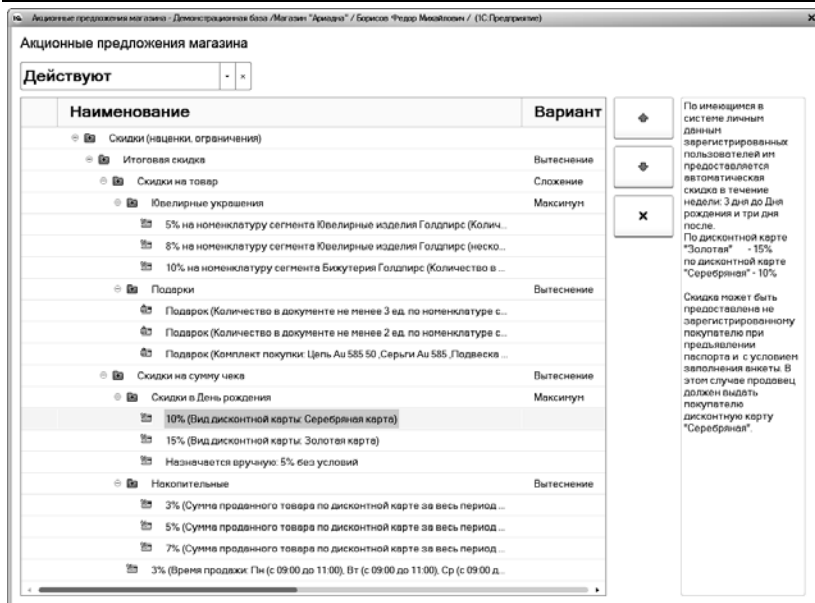 Акционные предложения магазина - Демонстрационная база /Магазин "Ариадна" / Борисов Федор Михайлович / (1С:Предприятие)
Акционные предложения магазина
Действуют
Наименование Вариант
Скидки (наценки, ограничения)
Итоговая скидка Вытеснение
Скидки на товар Сложение
Ювелирные украшения Максимум
5% на номенклатуру сегмента Ювелирные изделия Голдпирс (Колич...
8% на номенклатуру сегмента Ювелирные изделия Голдпирс (неско...
10% на номенклатуру сегмента Бижутерия Голдпирс (Количество в ...
Подарки Вытеснение
Подарок (Количество в документе не менее 3 ед. по номенклатуре с...
Подарок (Количество в документе не менее 2 ед. по номенклатуре с...
Подарок (Комплект покупки: Цепь Au 585 50 ,Серьги Au 585 ,Подвеска ...
Скидки на сумму чека Вытеснение
Скидки в День рождения Максимум
10% (Вид дисконтной карты: Серебряная карта)
15% (Вид дисконтной карты: Золотая карта)
Назначается вручную: 5% без условий
Накопительные Вытеснение
3% (Сумма проданного товара по дисконтной карте за весь период ...
5% (Сумма проданного товара по дисконтной карте за весь период ...
7% (Сумма проданного товара по дисконтной карте за весь период ...
3% (Время продажи: Пн (с 09:00 до 11:00), Вт (с 09:00 до 11:00), Ср (с 09:00 д...
По имеющимся в
системе личным
данным
зарегистрированных
пользователей им
предоставляется
автоматическая
скидка в течение
недели: 3 дня до Дня
рождения и три дня
после.
По дисконтной карте
"Золотая" - 15%
по дисконтной карте
"Серебряная" - 10%
Скидка может быть
предоставлена не
зарегистрированному
покупателю при
предъявлении
паспорта и с условием
заполнения анкеты. В
этом случае продавец
должен выдать
покупателю
дисконтную карту
"Серебряная".